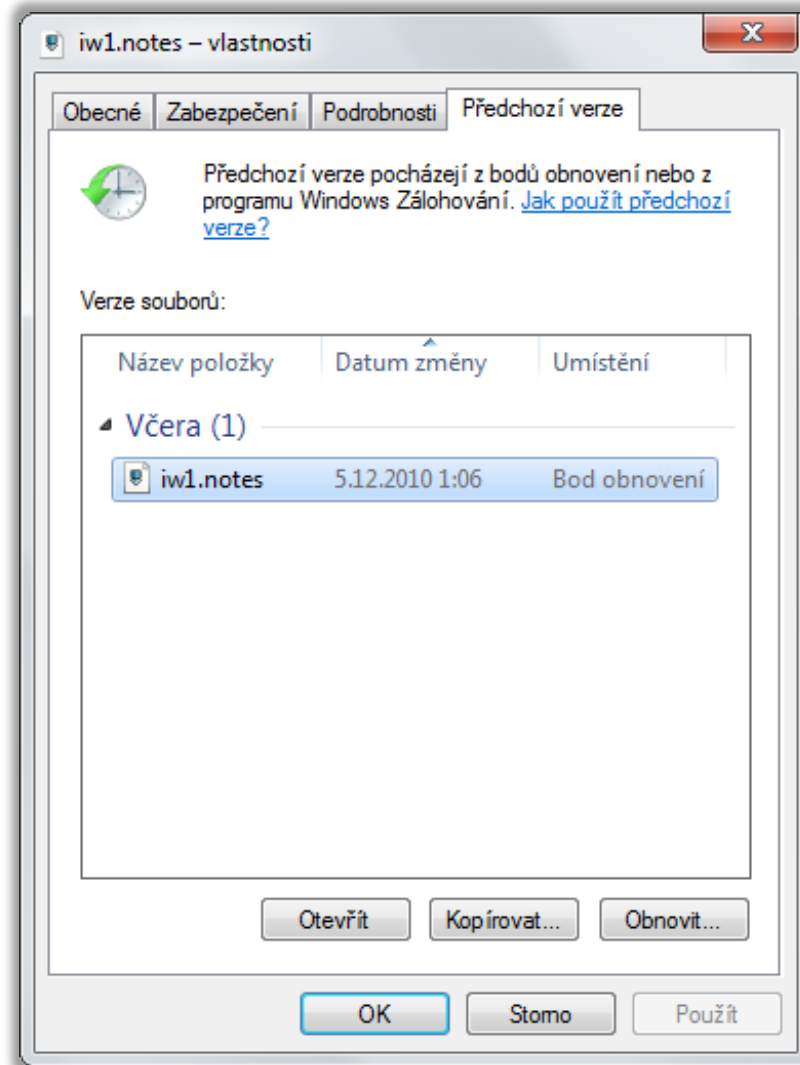 iw1.notes – vlastnosti
Obecné Zabezpečení Podrobnosti Předchozí verze
Předchozí verze pocházejí z bodů obnovení nebo z
programu Windows Zálohování. Jak použít předchozí
verze?
Verze souborů:
Název položky Datum změny Umístění
Včera (1)
iw1.notes 5.12.2010 1:06 Bod obnovení
Otevřít Kopírovat... Obnovit...
OK Storno Použít